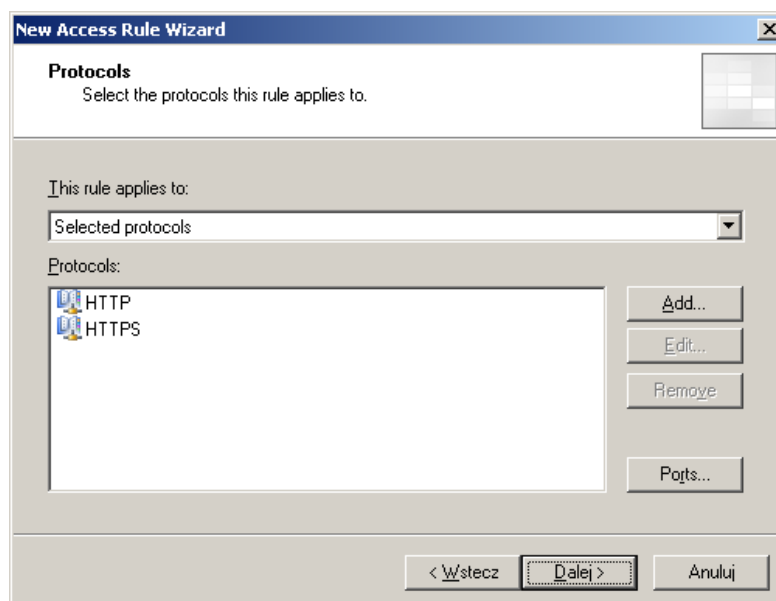 New Access Rule Wizard
Protocols
Select the protocols this rule applies to.
This rule applies to:
Selected protocols
Protocols:
HTTP
HTTPS
Add...
Edit...
Remove
Ports...
< Wstecz
Dalej >
Anuluj